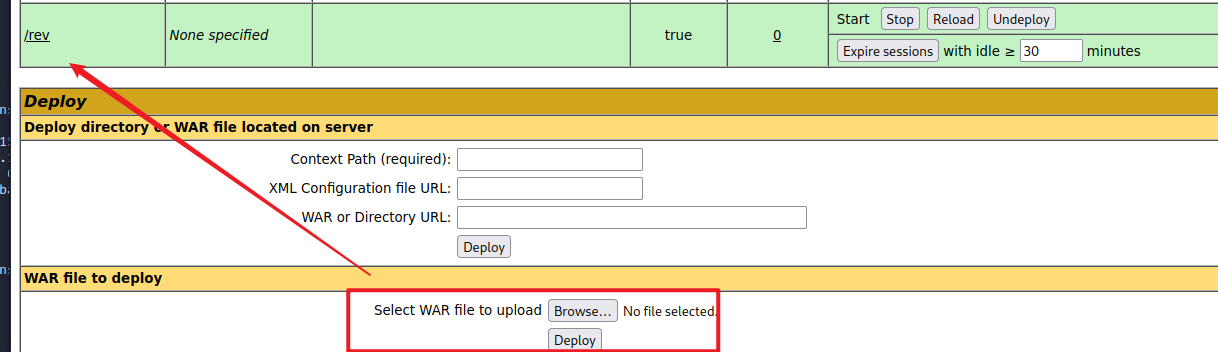 Start Stop Reload Undeploy
/rev None specified true 0
Expire sessions with idle ≥ 30 minutes
Deploy
Deploy directory or WAR file located on server
Context Path (required):
XML Configuration file URL:
WAR or Directory URL:
Deploy
WAR file to deploy
Select WAR file to upload Browse... No file selected.
Deploy